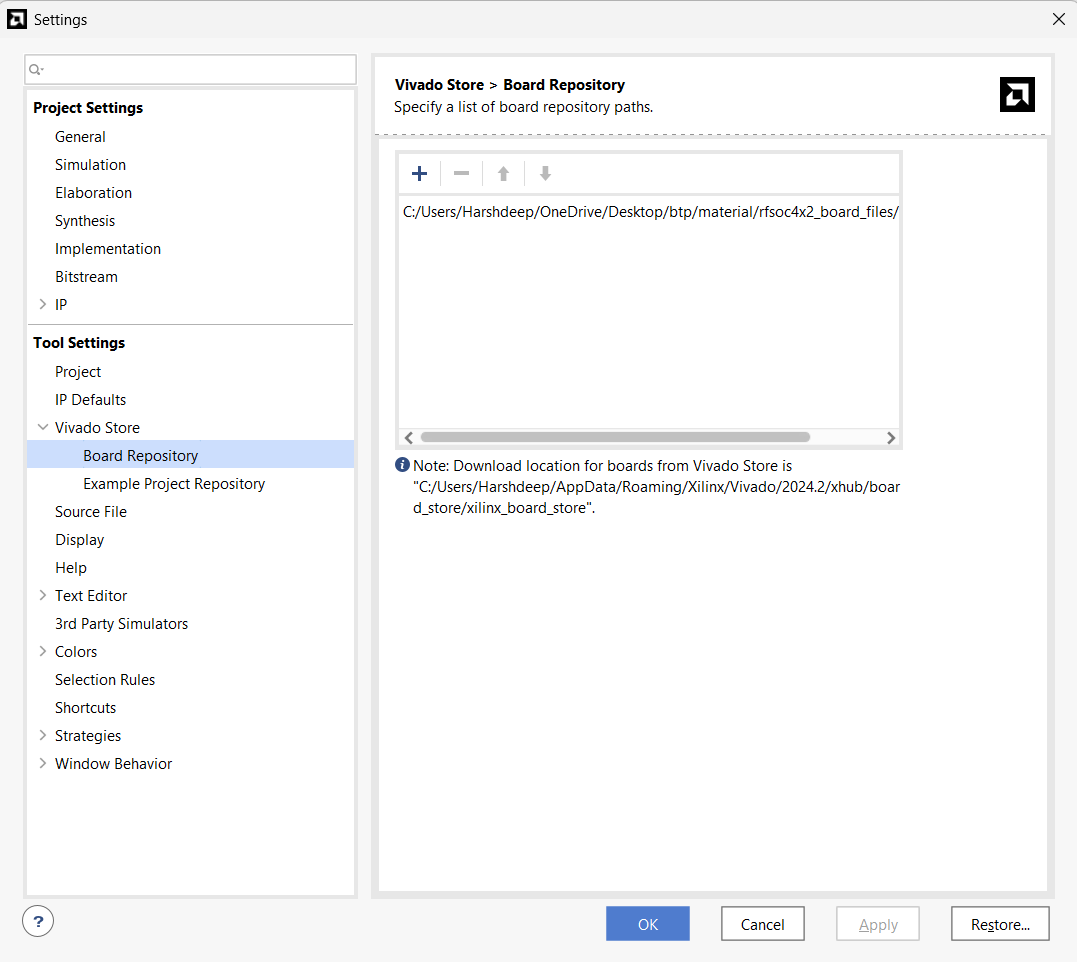 Settings
Project Settings
General
Simulation
Elaboration
Synthesis
Implementation
Bitstream
IP
Tool Settings
Project
IP Defaults
Vivado Store
Board Repository
Example Project Repository
Source File
Display
Help
Text Editor
3rd Party Simulators
Colors
Selection Rules
Shortcuts
Strategies
Window Behavior
Vivado Store > Board Repository
Specify a list of board repository paths.
C:/Users/Harshdeep/OneDrive/Desktop/btp/material/rfsoc4x2_board_files/
Note: Download location for boards from Vivado Store is
"C:/Users/Harshdeep/AppData/Roaming/Xilinx/Vivado/2024.2/xhub/boar
d_store/xilinx_board_store".
?
OK
Cancel
Apply
Restore...